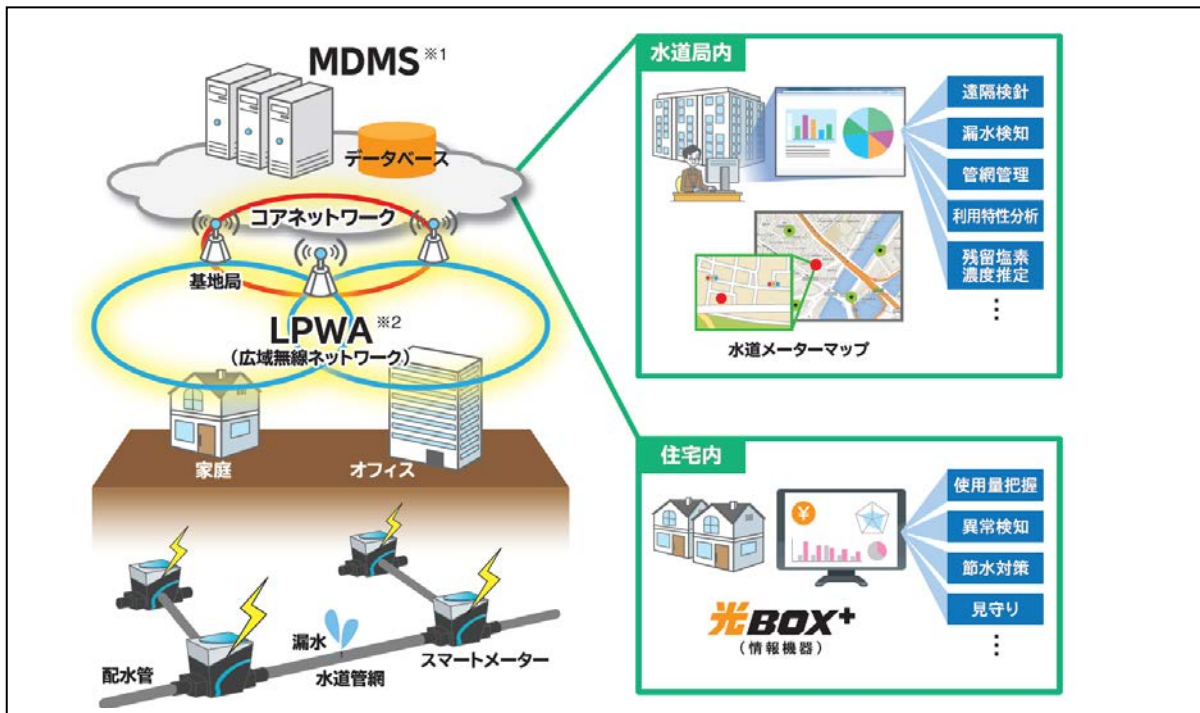 MDMS ※1
データベース
コアネットワーク
基地局
LPWA ※2
(広域無線ネットワーク)
家庭
オフィス
漏水
スマートメーター
配水管
水道管網
水道局内
遠隔検針
漏水検知
管網管理
利用特性分析
残留塩素
濃度推定
⋮
水道メーターマップ
住宅内
¥
使用量把握
異常検知
節水対策
見守り
⋮
光BOX+
(情報機器)